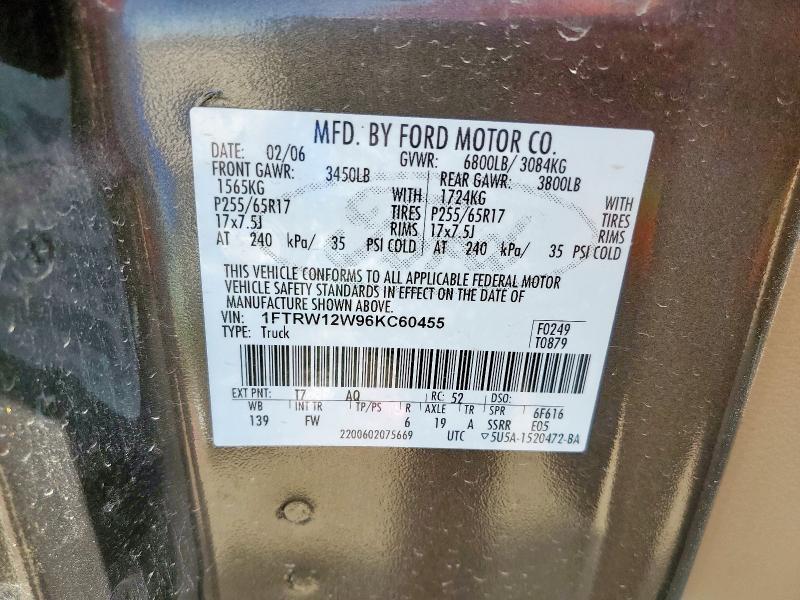 MFD. BY FORD MOTOR CO.
DATE: 02/06 GVWR: 6800LB/ 3084KG
FRONT GAWR: 3450LB REAR GAWR: 3800LB
1565KG WITH 1724KG WITH
P255/65R17 TIRES P255/65R17 TIRES
17x7.5J RIMS 17x7.5J RIMS
AT 240 kPa/ 35 PSI COLD AT 240 kPa/ 35 PSI COLD
Ford
THIS VEHICLE CONFORMS TO ALL APPLICABLE FEDERAL MOTOR
VEHICLE SAFETY STANDARDS IN EFFECT ON THE DATE OF
MANUFACTURE SHOWN ABOVE.
VIN: 1FTRW12W96KC60455 F0249
TYPE: Truck T0879
EXT PNT: T7 AQ RC: 52 DSO:
WB INT TR TP/PS R AXLE TR SPR 6F616
139 FW 6 19 A SSRR E05
2200602075669 UTC ▽5U5A-1520472-BA